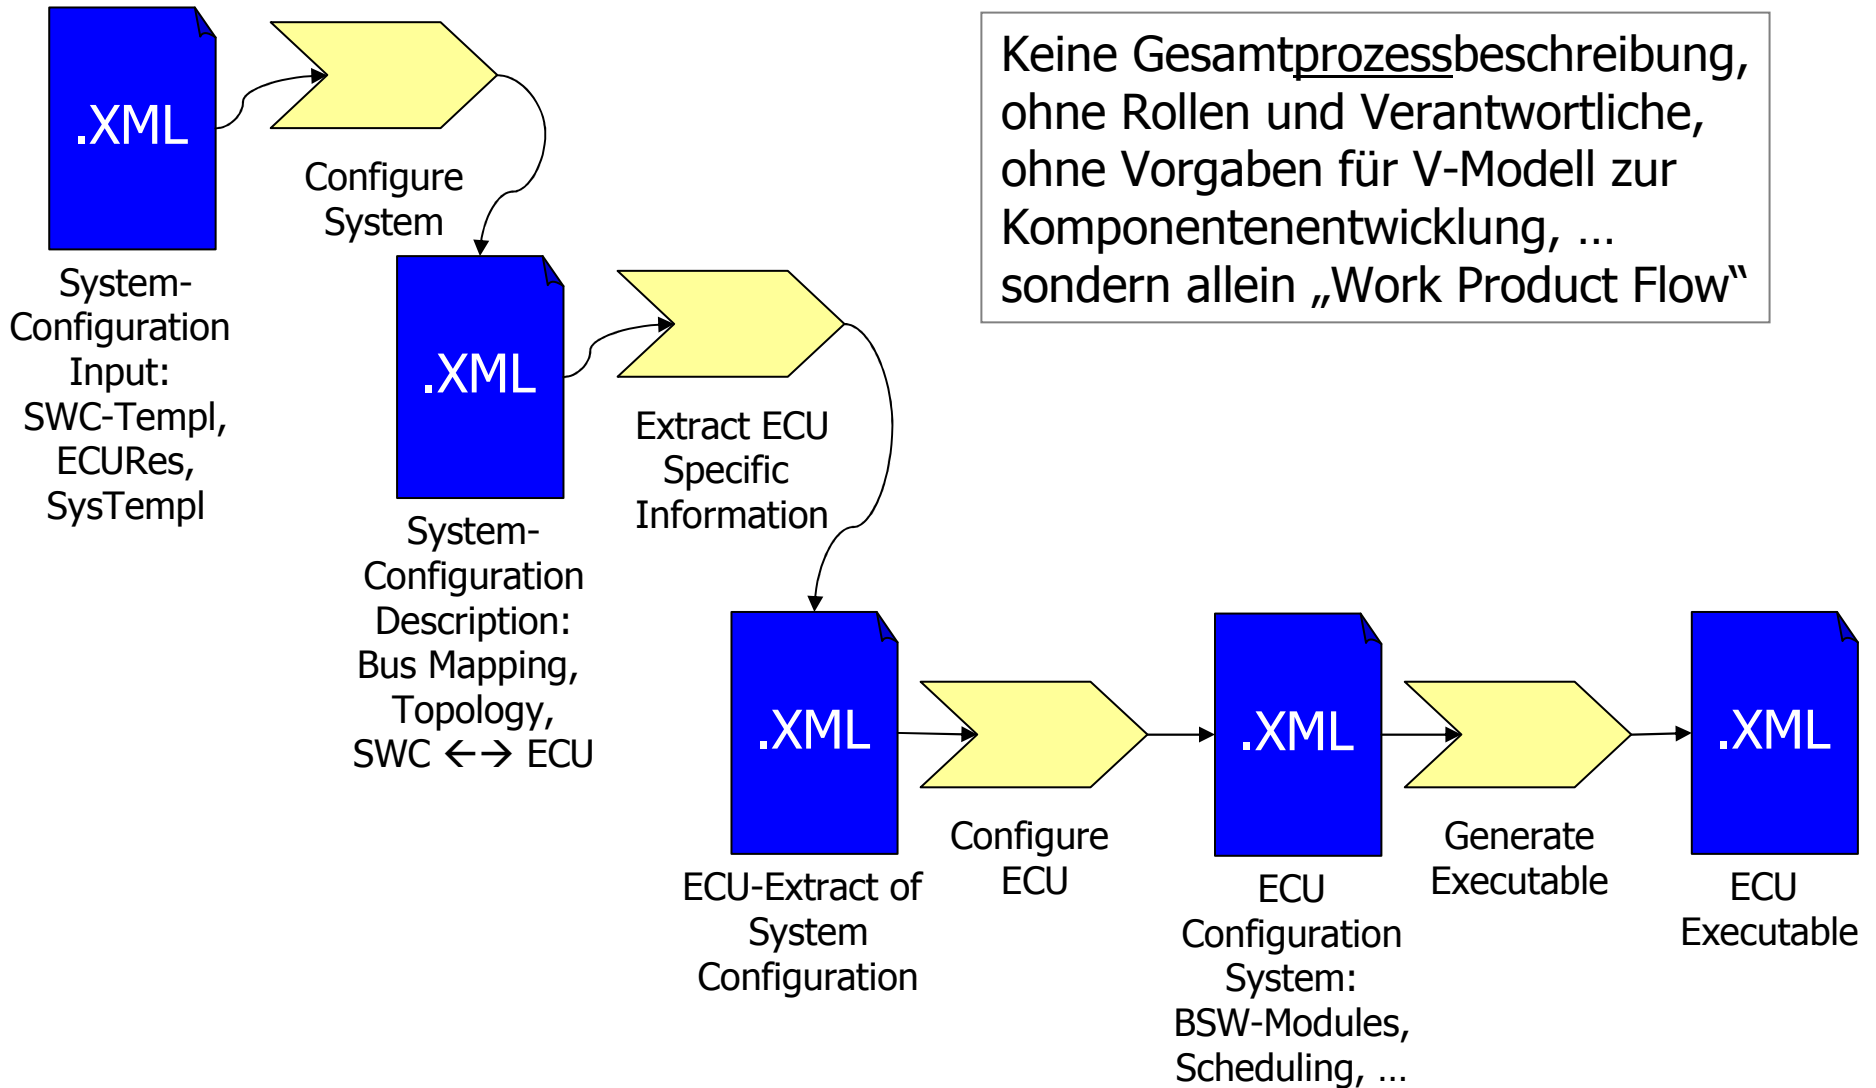 .XML
System-
Configuration
Input:
SWC-Templ,
ECURes,
SysTempl
Configure
System
Keine Gesamtprozessbeschreibung,
ohne Rollen und Verantwortliche,
ohne Vorgaben für V-Modell zur
Komponentenentwicklung, …
sondern allein „Work Product Flow“
.XML
System-
Configuration
Description:
Bus Mapping,
Topology,
SWC ←→ ECU
Extract ECU
Specific
Information
.XML
ECU-Extract of
System
Configuration
Configure
ECU
.XML
ECU
Configuration
System:
BSW-Modules,
Scheduling, …
Generate
Executable
.XML
ECU
Executable